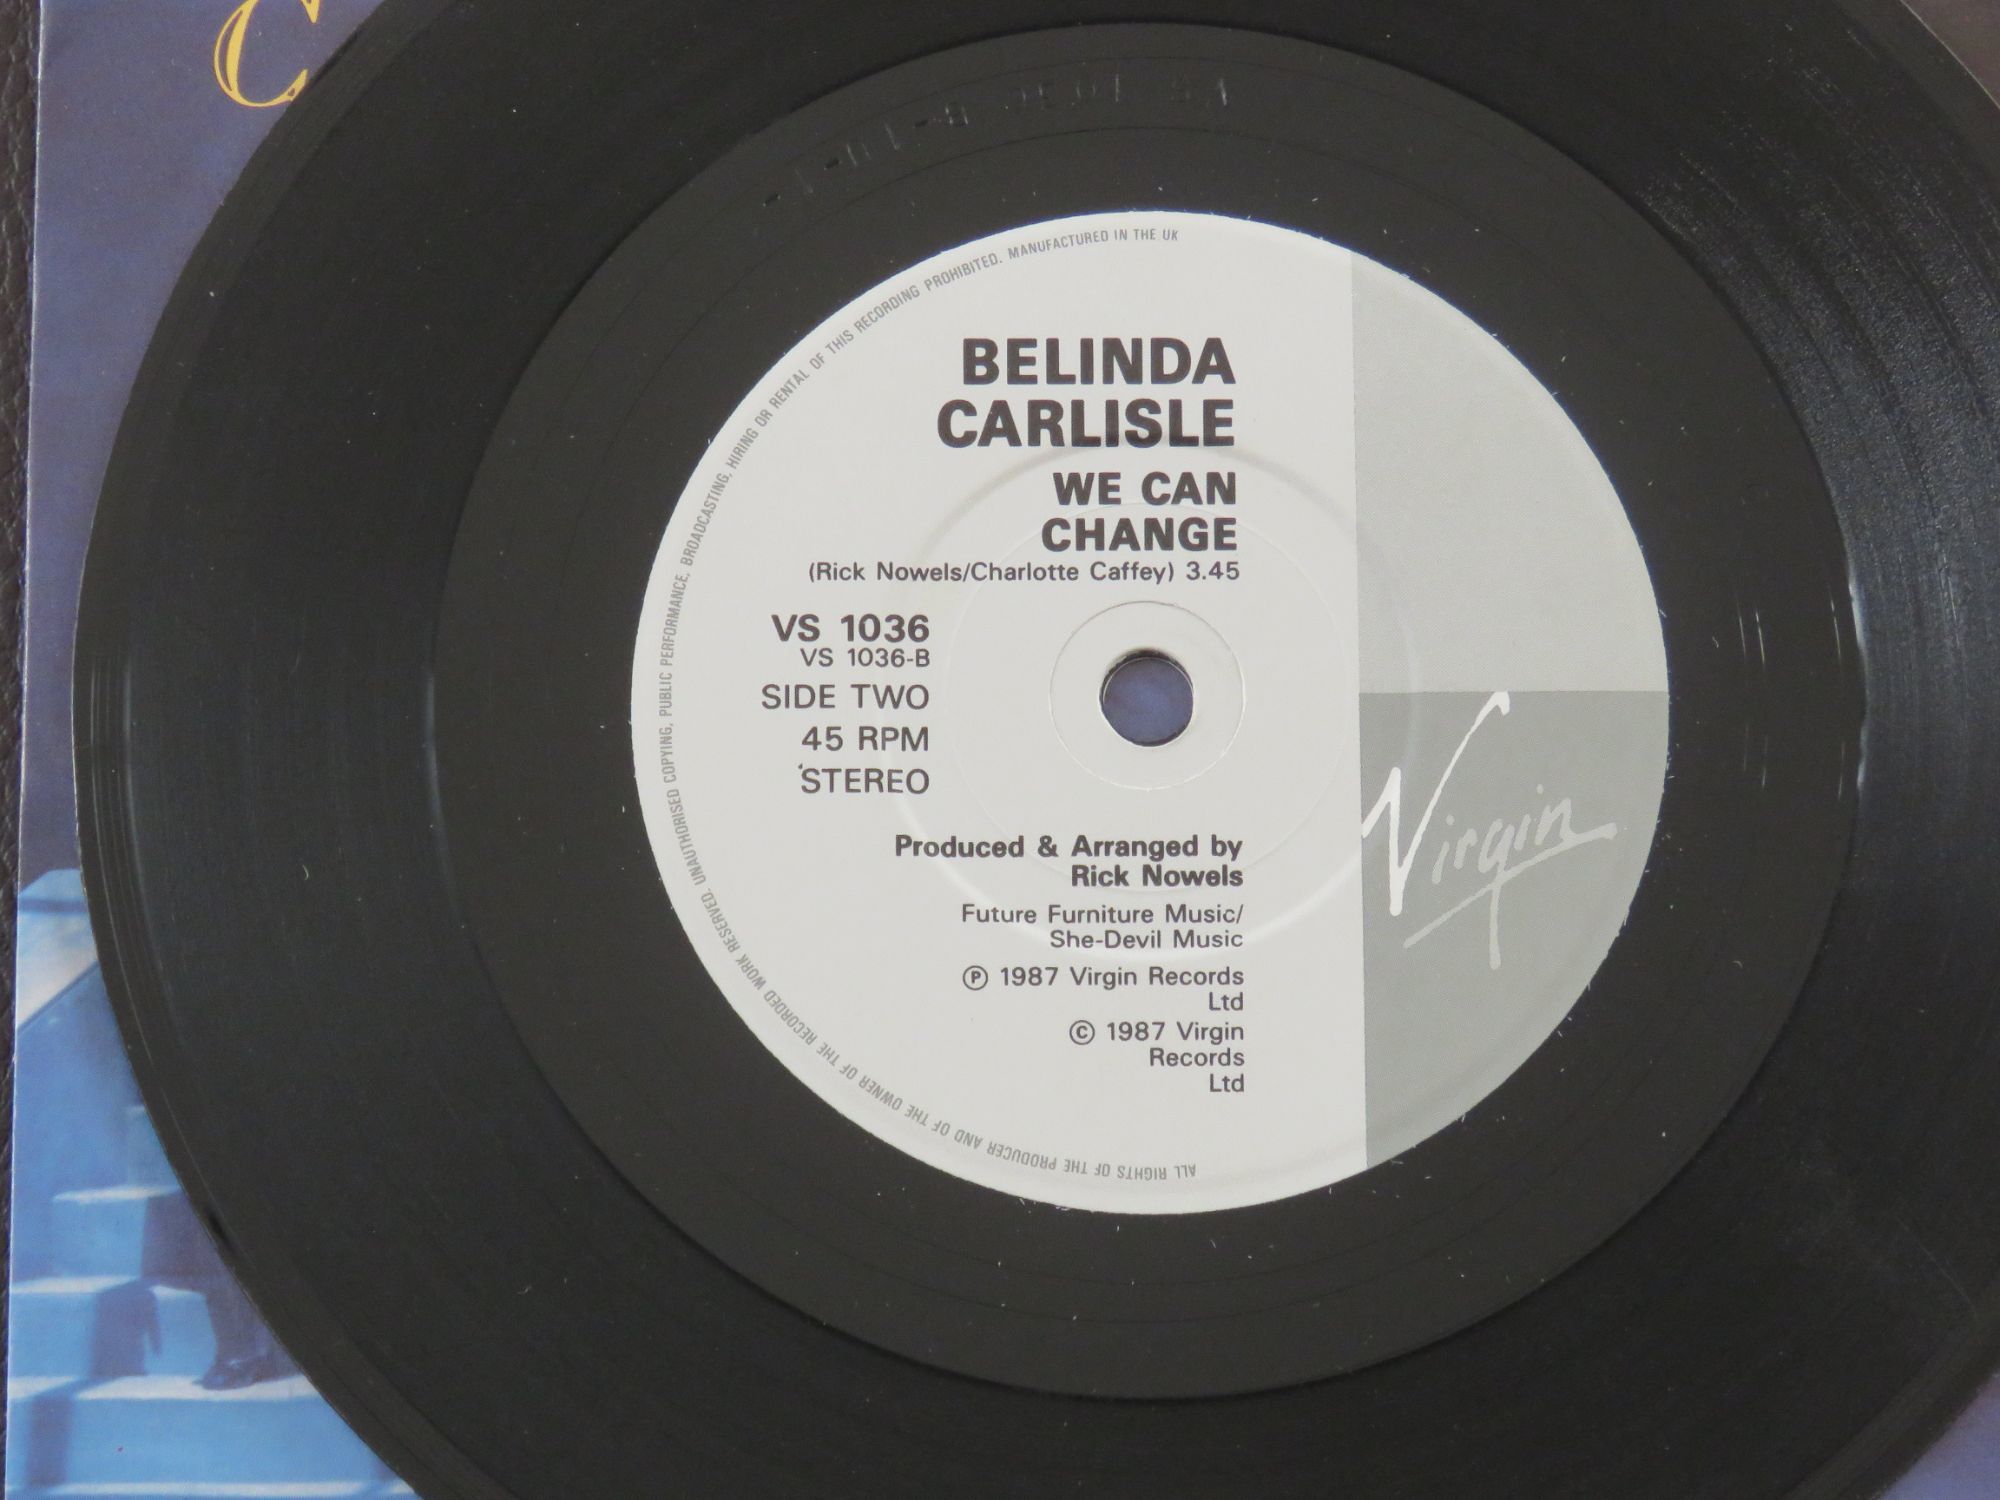 C
BELINDA
CARLISLE
WE CAN
CHANGE
(Rick Nowels/Charlotte Caffey) 3.45
VS 1036
VS 1036-B
SIDE TWO
45 RPM
STEREO
Produced & Arranged by
Rick Nowels
Future Furniture Music/
She-Devil Music
℗ 1987 Virgin Records
Ltd
© 1987 Virgin
Records
Ltd
Virgin
ALL RIGHTS OF THE PRODUCER AND OF THE OWNER OF THE RECORDED WORK RESERVED. UNAUTHORISED COPYING, PUBLIC PERFORMANCE, BROADCASTING, HIRING OR RENTAL OF THIS RECORDING PROHIBITED. MANUFACTURED IN THE UK